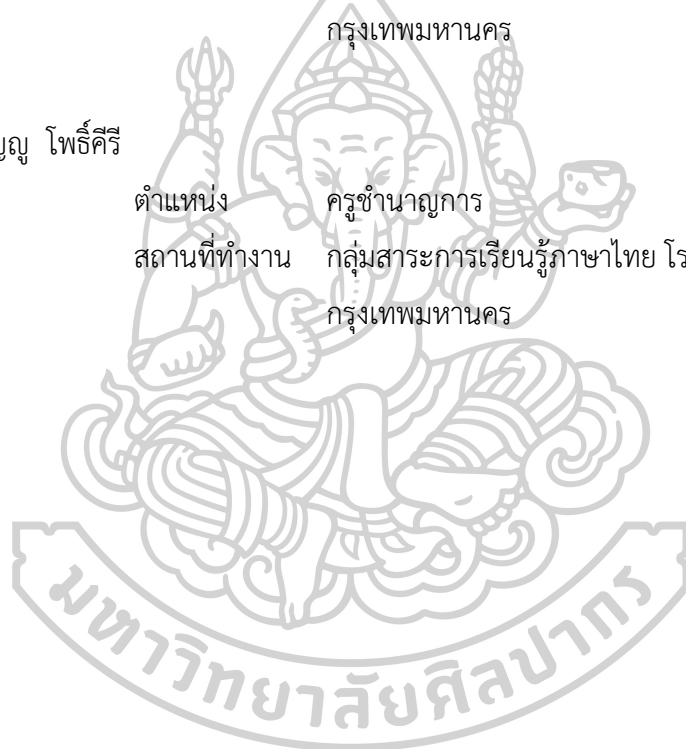 กรุงเทพมหานคร
โพธิ์คีรี
ตำแหน่ง ครูชำนาญการ
สถานที่ทำงาน กลุ่มสาระการเรียนรู้ภาษาไทย
กรุงเทพมหานคร
มหาวิทยาลัยศิลปากร